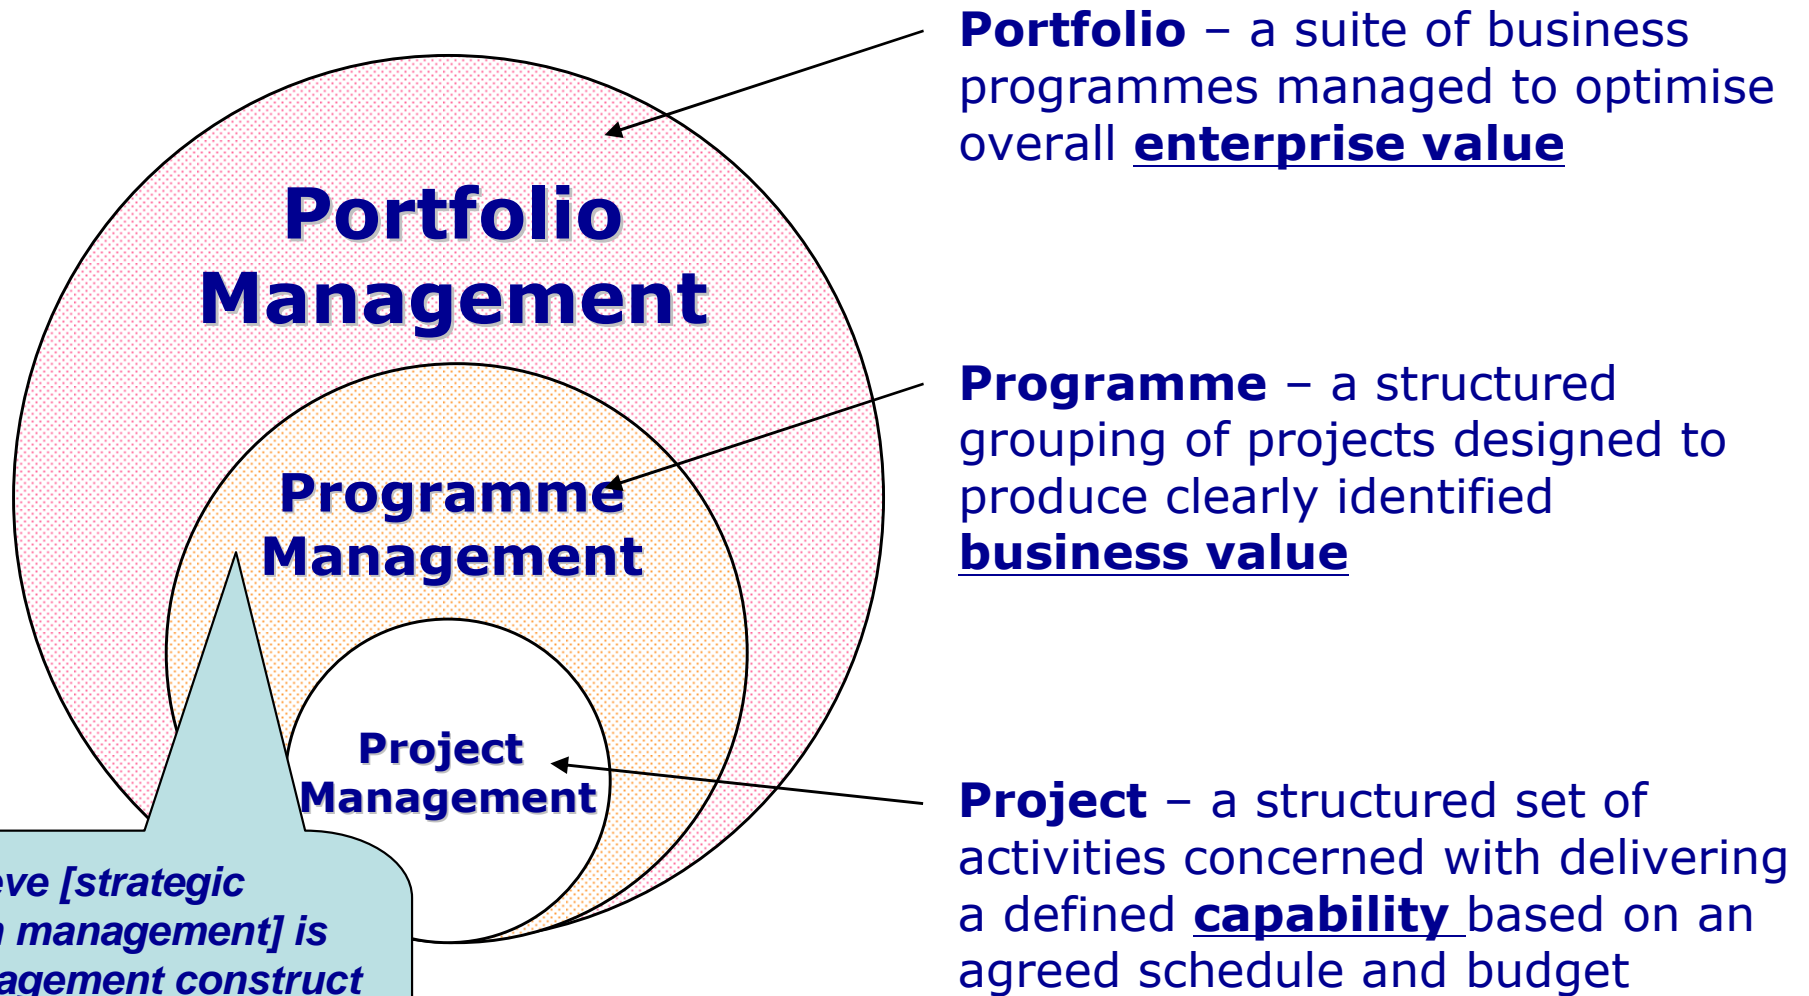 Portfolio – a suite of business
programmes managed to optimise
overall enterprise value
Portfolio
Management
Programme – a structured
grouping of projects designed to
produce clearly identified
business value
Programme
Management
Project – a structured set of
activities concerned with delivering
a defined capability based on an
agreed schedule and budget
Project
Management
[strategic
management] is
construct